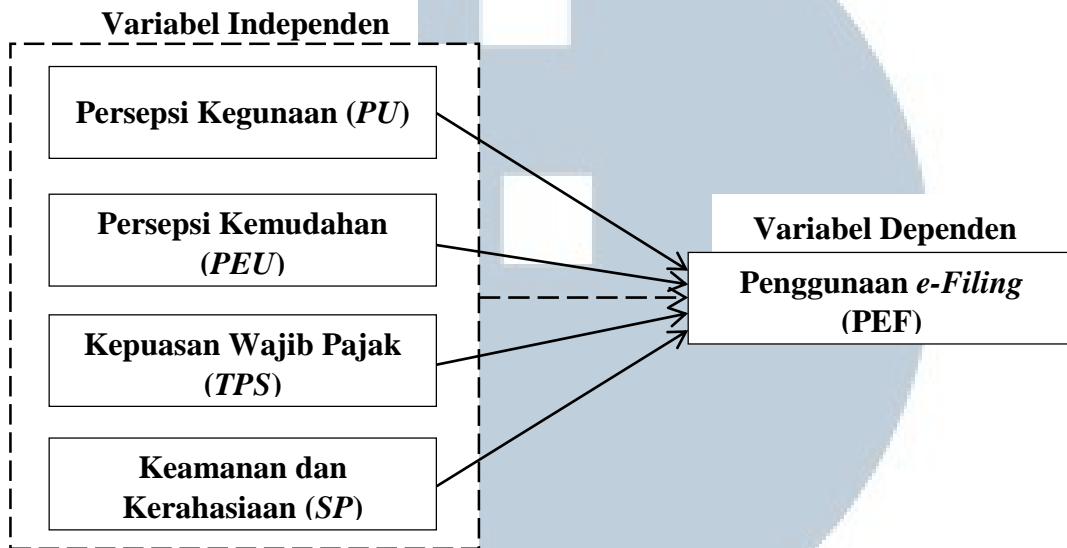 Variabel Independen
Persepsi Kegunaan (PU)
Persepsi Kemudahan
(PEU)
Kepuasan Wajib Pajak
(TPS)
Keamanan dan
Kerahasiaan (SP)
Variabel Dependen
Penggunaan e-Filing
(PEF)